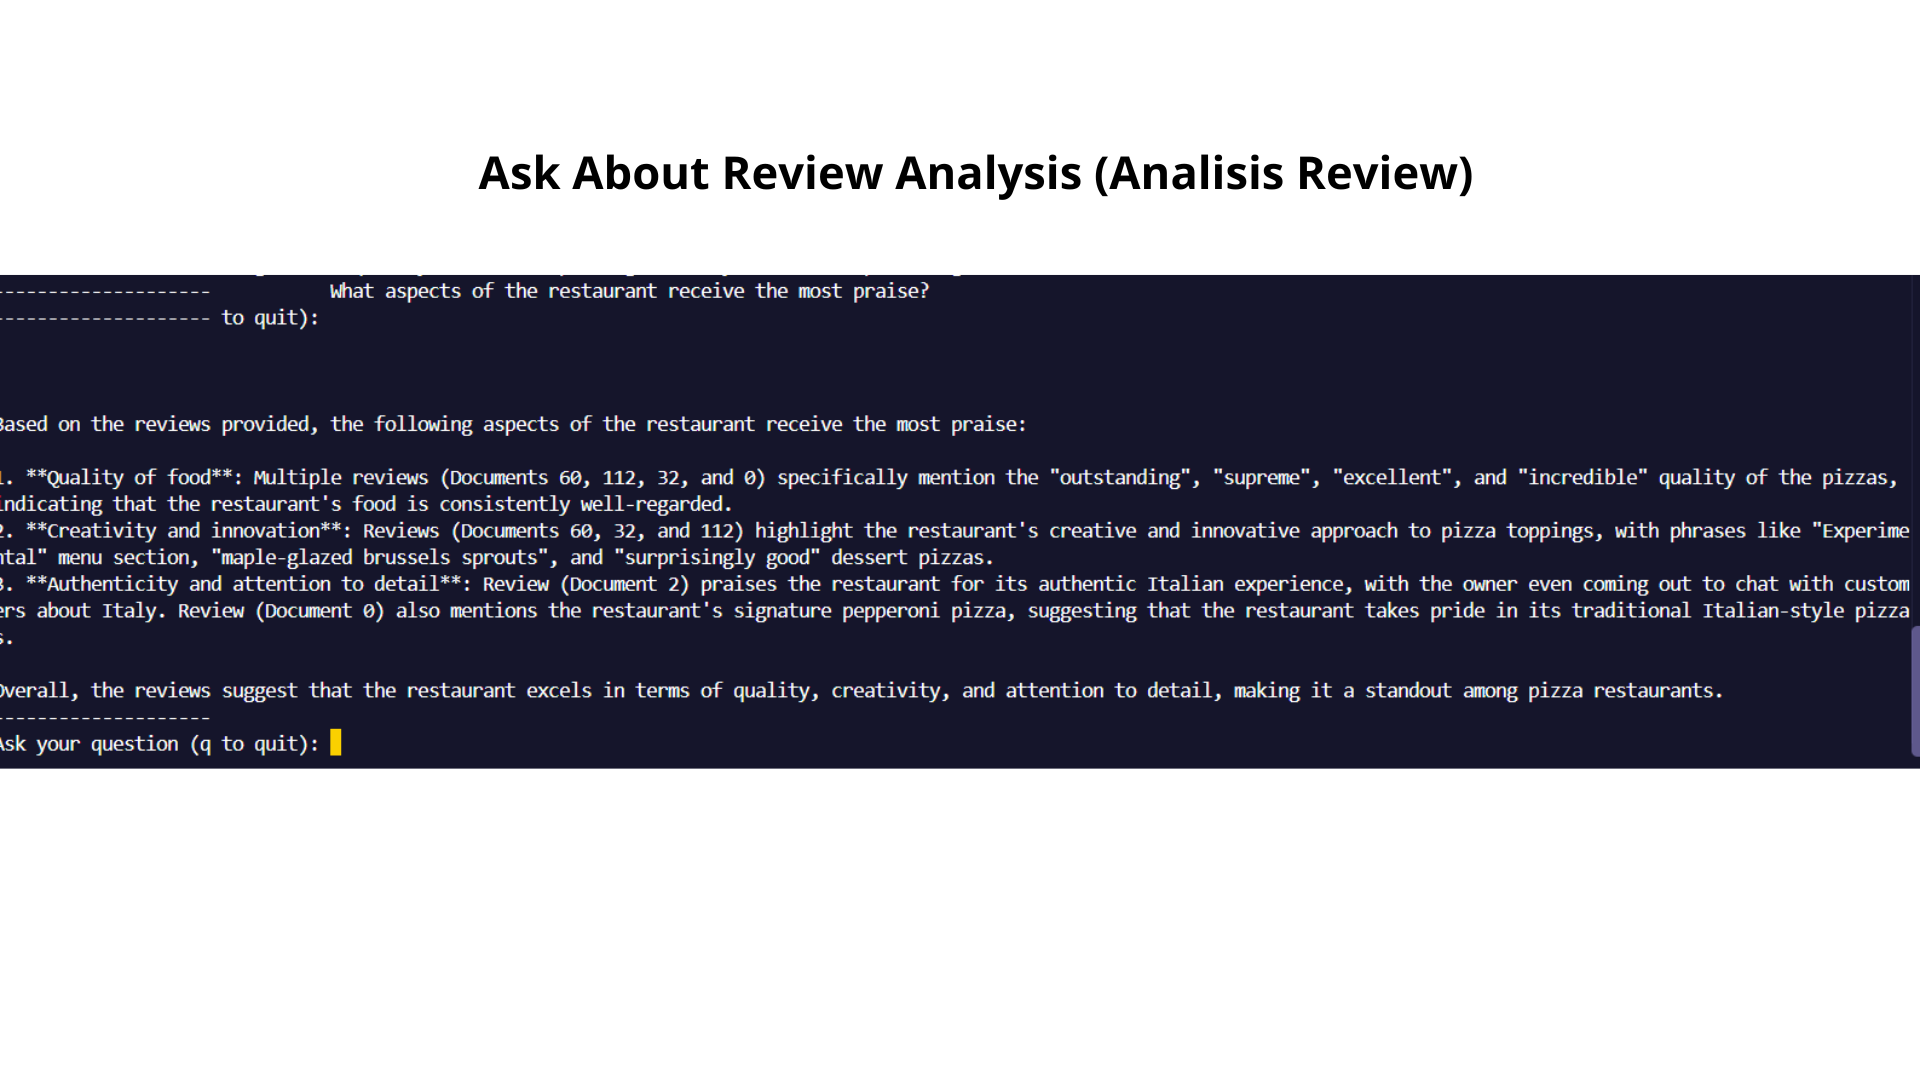 Ask About Review Analysis (Analisis Review)
-------------------- What aspects of the restaurant receive the most praise?
-------------------- to quit):
Based on the reviews provided, the following aspects of the restaurant receive the most praise:
1. **Quality of food**: Multiple reviews (Documents 60, 112, 32, and 0) specifically mention the "outstanding", "supreme", "excellent", and "incredible" quality of the pizzas,
indicating that the restaurant's food is consistently well-regarded.
2. **Creativity and innovation**: Reviews (Documents 60, 32, and 112) highlight the restaurant's creative and innovative approach to pizza toppings, with phrases like "Experime
ntal" menu section, "maple-glazed brussels sprouts", and "surprisingly good" dessert pizzas.
3. **Authenticity and attention to detail**: Review (Document 2) praises the restaurant for its authentic Italian experience, with the owner even coming out to chat with custom
ers about Italy. Review (Document 0) also mentions the restaurant's signature pepperoni pizza, suggesting that the restaurant takes pride in its traditional Italian-style pizza
s.
Overall, the reviews suggest that the restaurant excels in terms of quality, creativity, and attention to detail, making it a standout among pizza restaurants.
--------------------
Ask your question (q to quit):